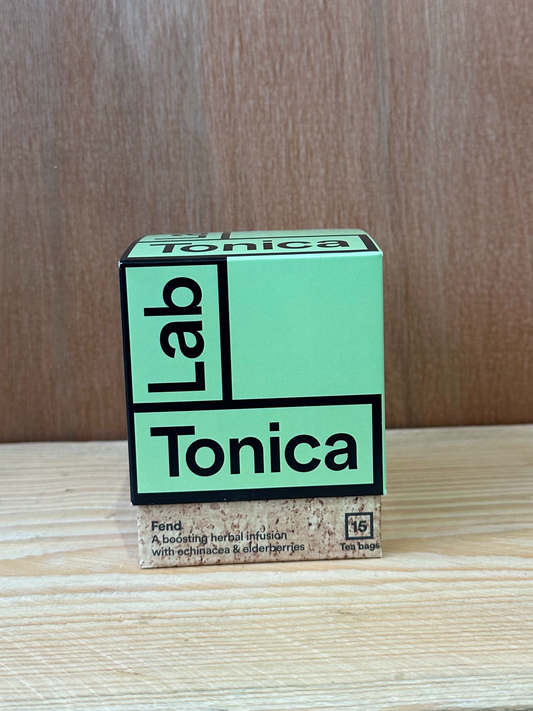 Tonica
Lab
Tonica
Fend
A boosting herbal infusion
with echinacea & elderberries
15
Tea bags